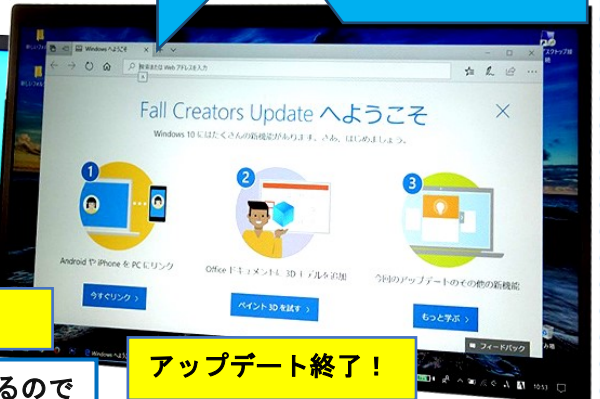 Windows へようこそ
検索または Web アドレスを入力
Fall Creators Update へようこそ
Windows 10 にはたくさんの新機能があります。さあ、はじめましょう。
1
2
3
Android や iPhone を PC にリンク
Office ドキュメントに 3D モデルを追加
今回のアップデートのその他の新機能
今すぐリンク >
ペイント 3D を試す >
もっと学ぶ >
フィードバック
アップデート終了！
るので
10:53